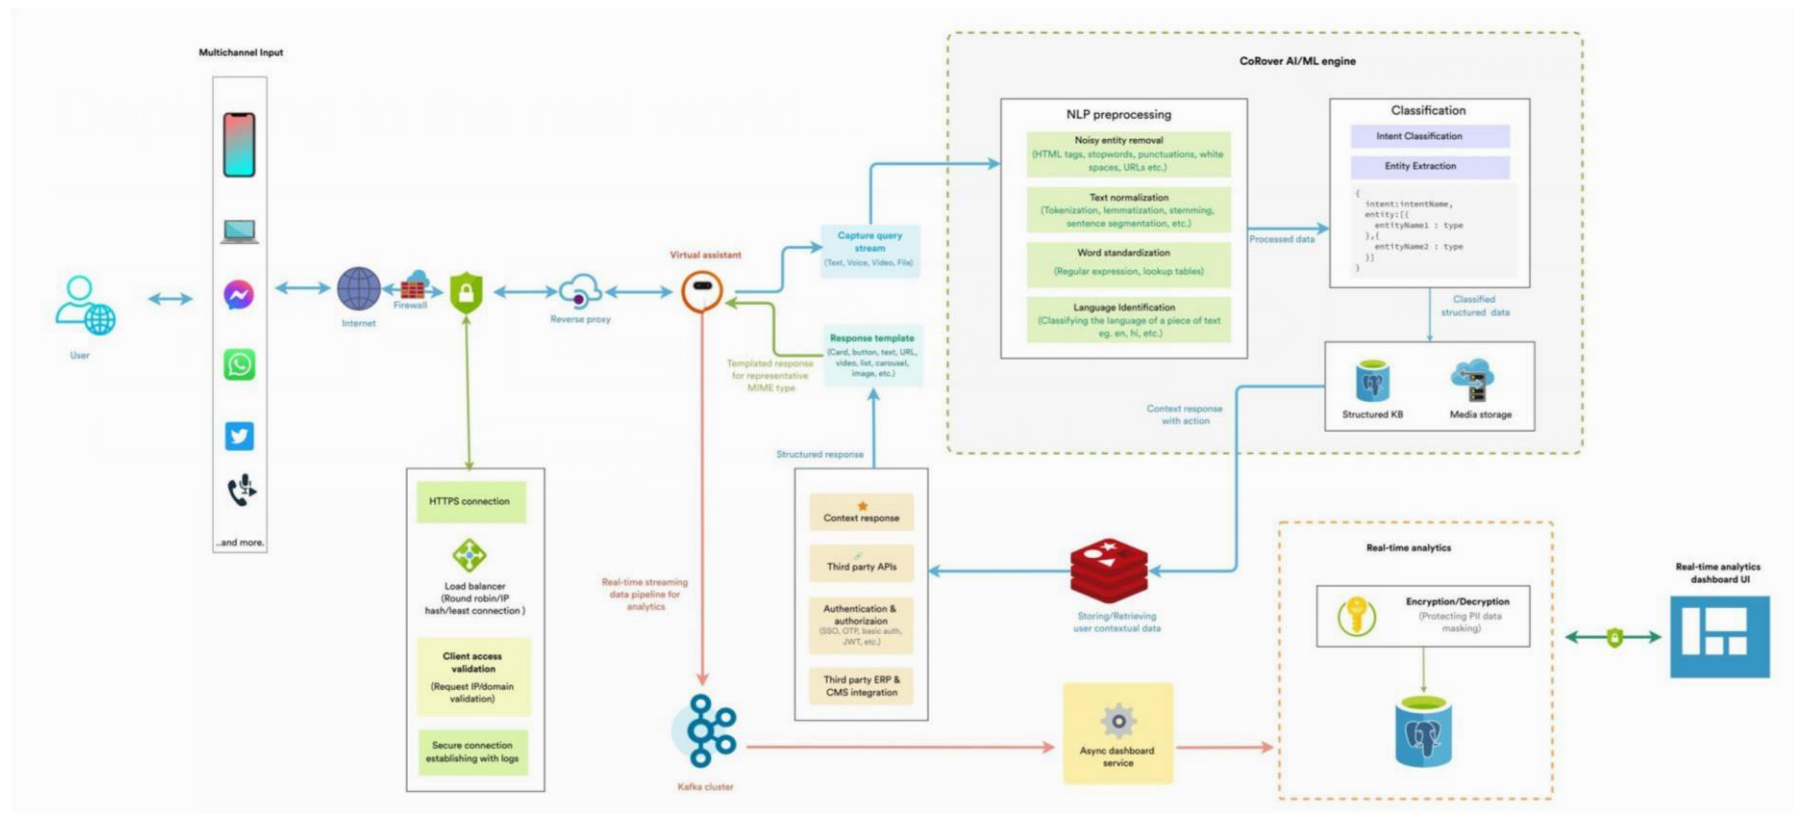 Multichannel Input
...and more.
User
Internet
Firewall
Reverse proxy
Virtual assistant
Capture query
stream
(Text, Voice, Video, File)
Response template
(Card, button, text, URL,
video, list, carousel,
image, etc.)
Templated response
for representative
MIME type
Structured response
HTTPS connection
Load balancer
(Round robin/IP
hash/least connection )
Client access
validation
(Request IP/domain
validation)
Secure connection
establishing with logs
Real-time streaming
data pipeline for
analytics
Kafka cluster
Context response
Third party APIs
Authentication &
authorizaion
(SSO, OTP, basic auth,
JWT, etc.)
Third party ERP &
CMS integration
CoRover AI/ML engine
NLP preprocessing
Noisy entity removal
(HTML tags, stopwords, punctuations, white
spaces, URLs etc.)
Text normalization
(Tokenization, lemmatization, stemming,
sentence segmentation, etc.)
Word standardization
(Regular expression, lookup tables)
Language Identification
(Classifying the language of a piece of text
eg. en, hi, etc.)
Processed data
Classification
Intent Classification
Entity Extraction
{
intent:intentName,
entity:[{
entityName1 : type
},{
entityName2 : type
}]
}
Classified
structured data
Structured KB
Media storage
Context response
with action
Storing/Retrieving
user contextual data
Async dashboard
service
Real-time analytics
Encryption/Decryption
(Protecting PII data
masking)
Real-time analytics
dashboard UI